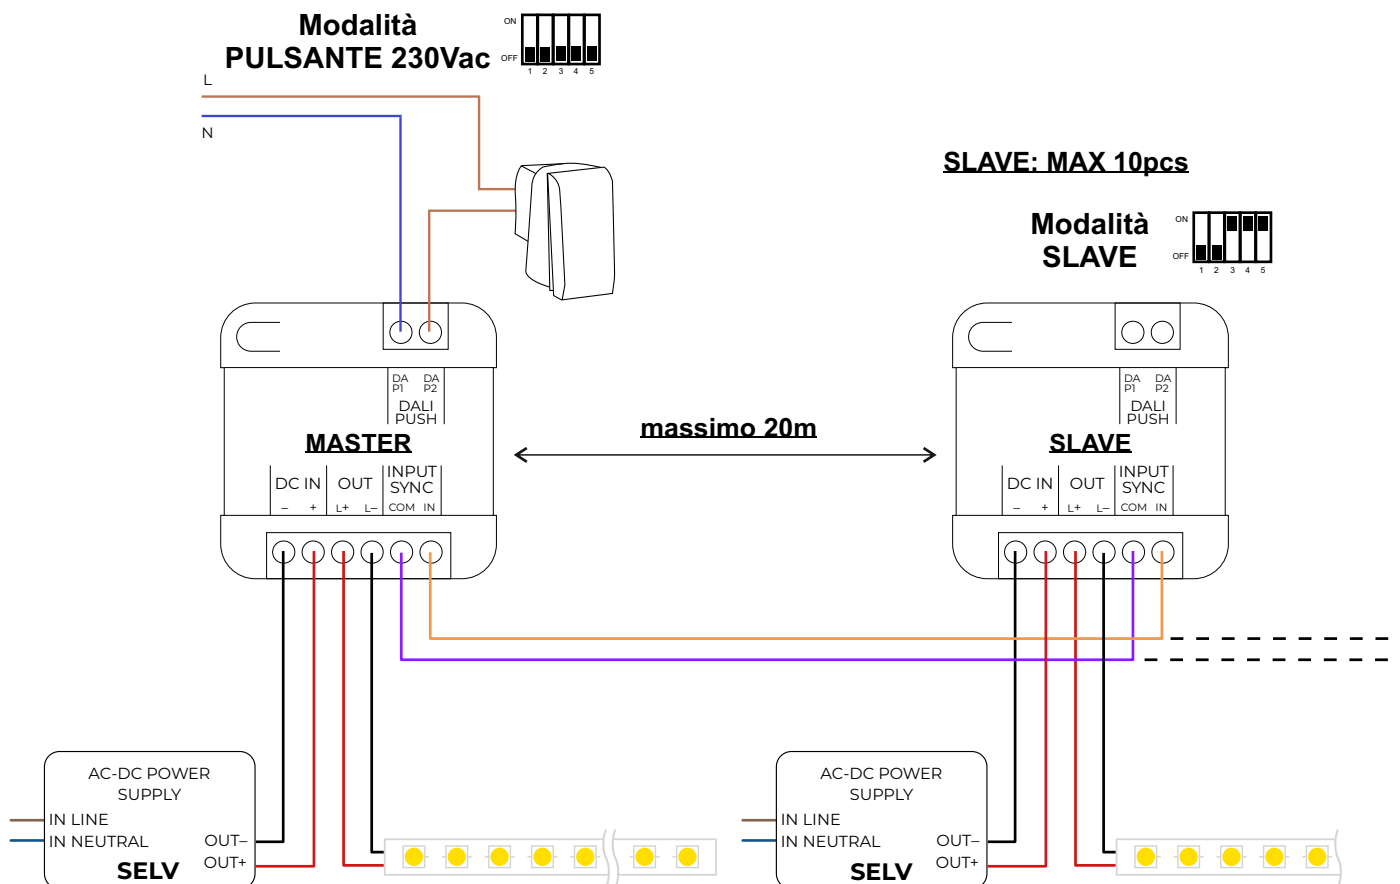 Modalità
PULSANTE 230Vac
ON
OFF
1 2 3 4 5
L
N
SLAVE: MAX 10pcs
Modalità
SLAVE
ON
OFF
1 2 3 4 5
DA DA
P1 P2
DALI
PUSH
MASTER
DC IN OUT INPUT
SYNC
– + L+ L– COM IN
massimo 20m
DA DA
P1 P2
DALI
PUSH
SLAVE
DC IN OUT INPUT
SYNC
– + L+ L– COM IN
AC-DC POWER
SUPPLY
IN LINE
IN NEUTRAL
OUT–
OUT+
SELV
AC-DC POWER
SUPPLY
IN LINE
IN NEUTRAL
OUT–
OUT+
SELV